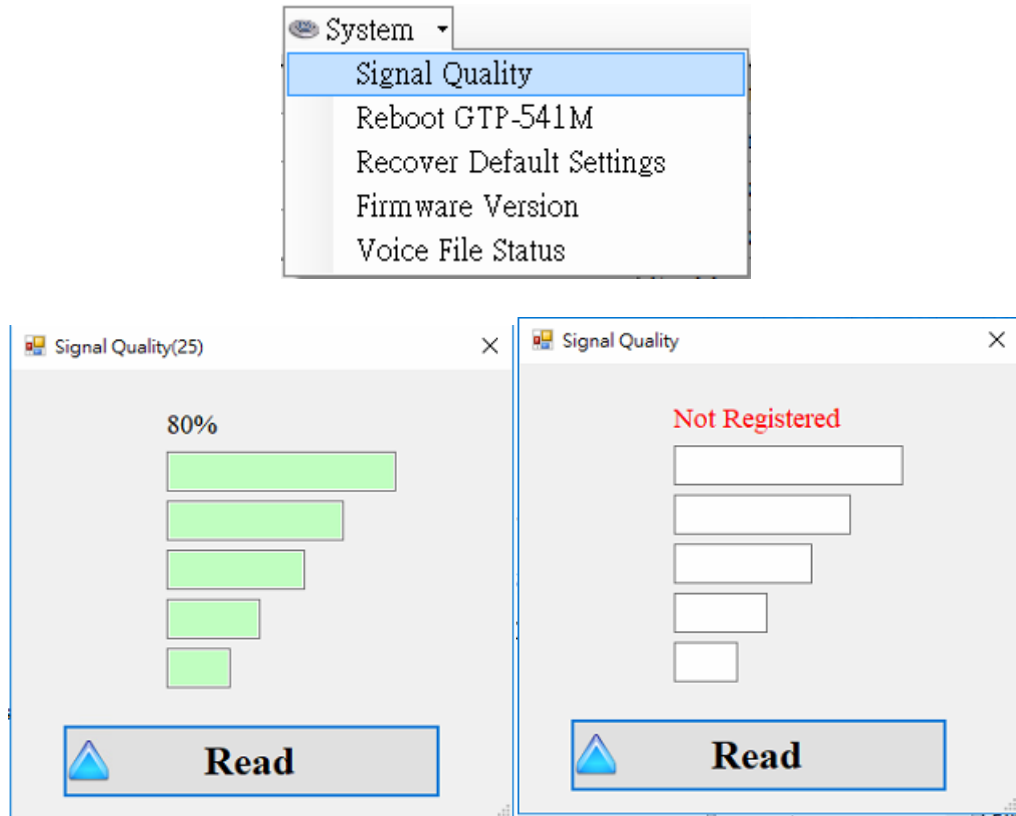 System
Signal Quality
Reboot GTP-541M
Recover Default Settings
Firmware Version
Voice File Status
Signal Quality(25)
80%
Read
Signal Quality
Not Registered
Read